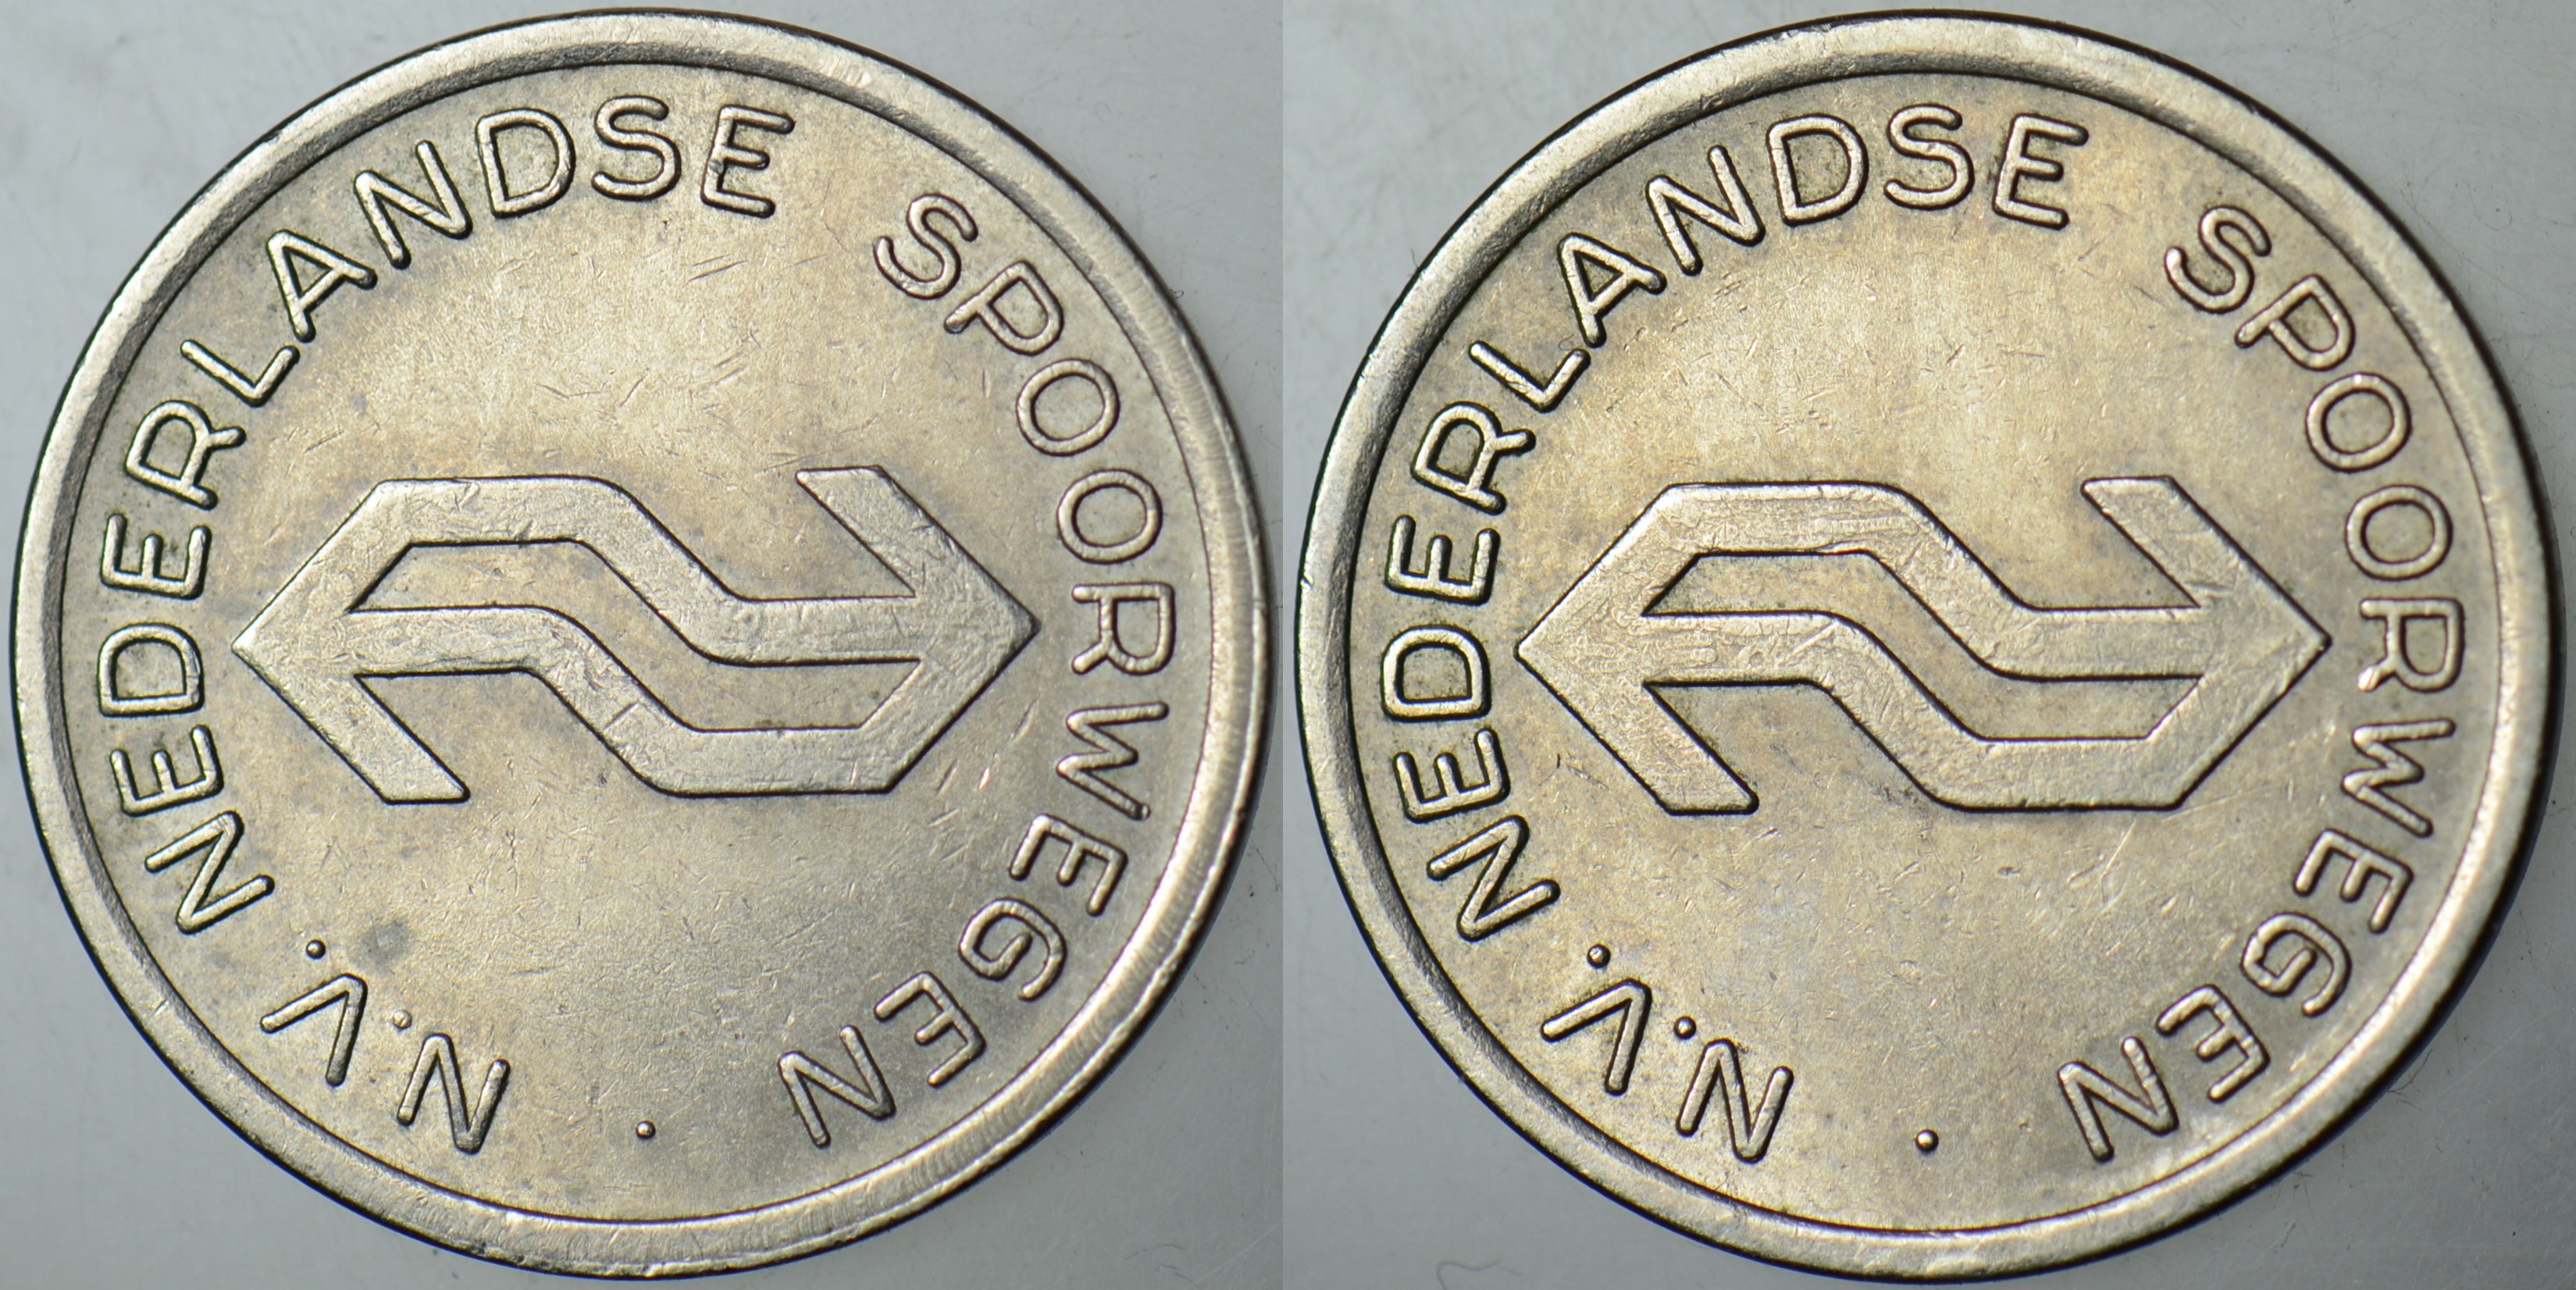 N.V. NEDERLANDSE SPOORWEGEN ·
N.V. NEDERLANDSE SPOORWEGEN ·